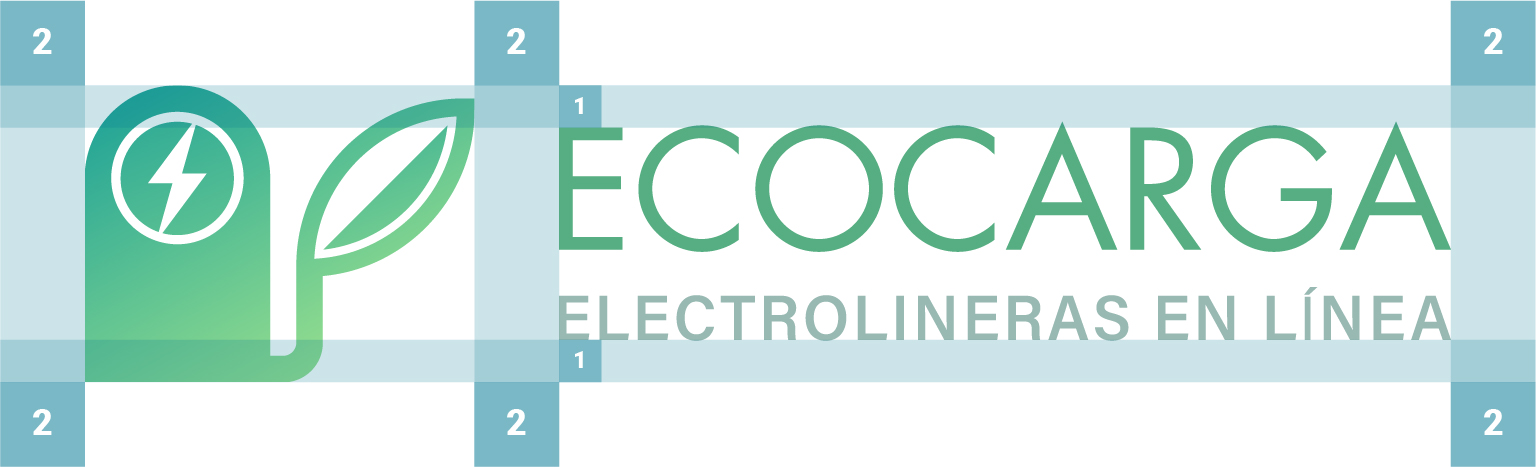 2 2 2
1
ECOCARGA
ELECTROLINERAS EN LÍNEA
1
2 2 2